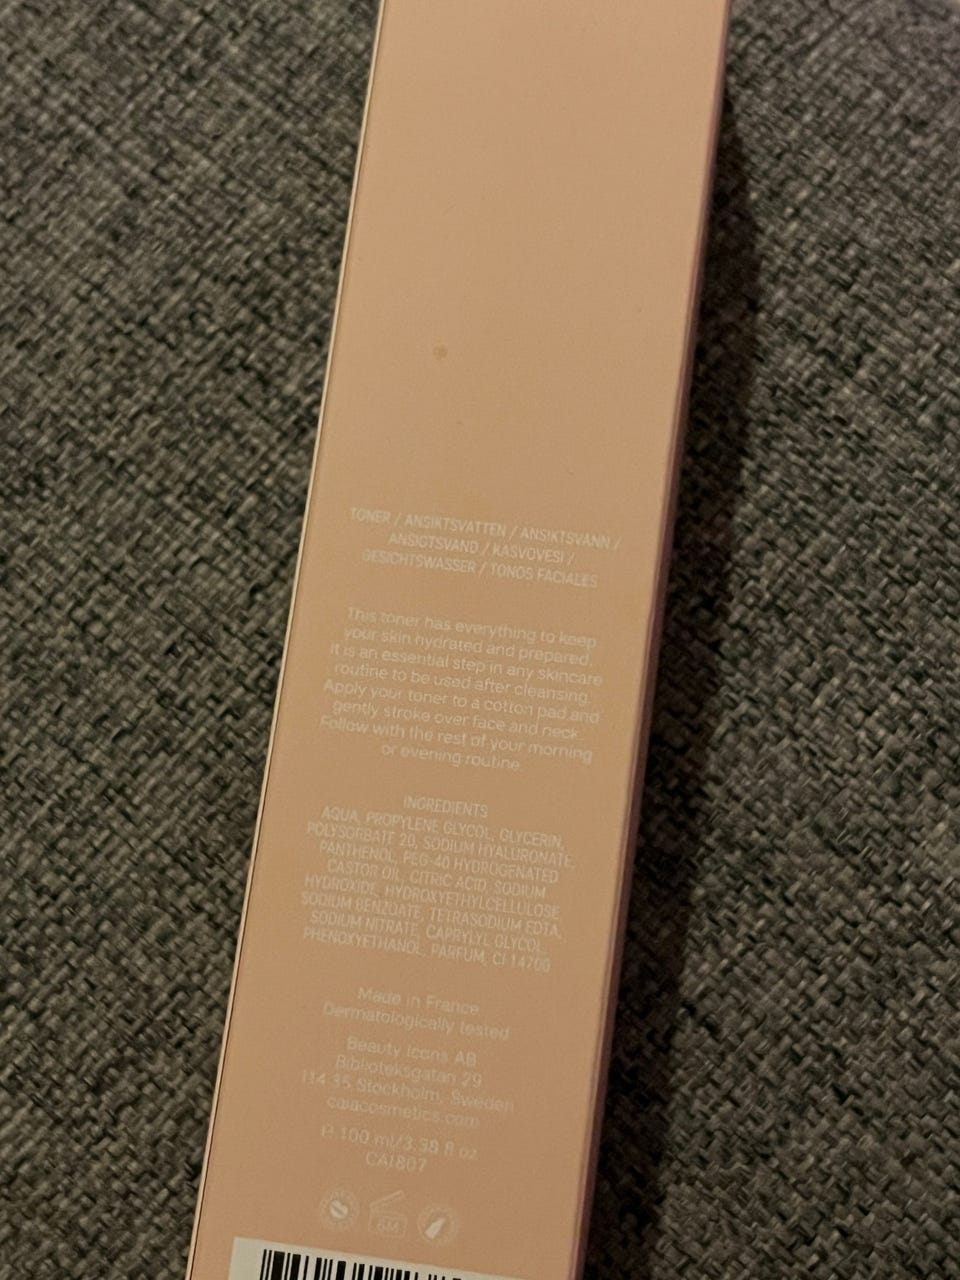 TONER / ANSIKTSVATTEN / ANSIKTSVANN /
ANSIGTSVAND / KASVOVESI /
GESICHTSWASSER / TONOS FACIALES
This toner has everything to keep
your skin hydrated and prepared.
It is an essential step in any skincare
routine to be used after cleansing.
Apply your toner to a cotton pad and
gently stroke over face and neck.
Follow with the rest of your morning
or evening routine.
INGREDIENTS
AQUA, PROPYLENE GLYCOL, GLYCERIN,
POLYSORBATE 20, SODIUM HYALURONATE,
PANTHENOL, PEG-40 HYDROGENATED
CASTOR OIL, CITRIC ACID, SODIUM
HYDROXIDE, HYDROXYETHYLCELLULOSE,
SODIUM BENZOATE, TETRASODIUM EDTA,
SODIUM NITRATE, CAPRYLYL GLYCOL,
PHENOXYETHANOL, PARFUM, CI 14700
Made in France
Dermatologically tested
Beauty Icons AB
Biblioteksgatan 29
114 35 Stockholm, Sweden
caiacosmetics.com
℮ 100 ml/3.38 fl oz
CAI807
6M